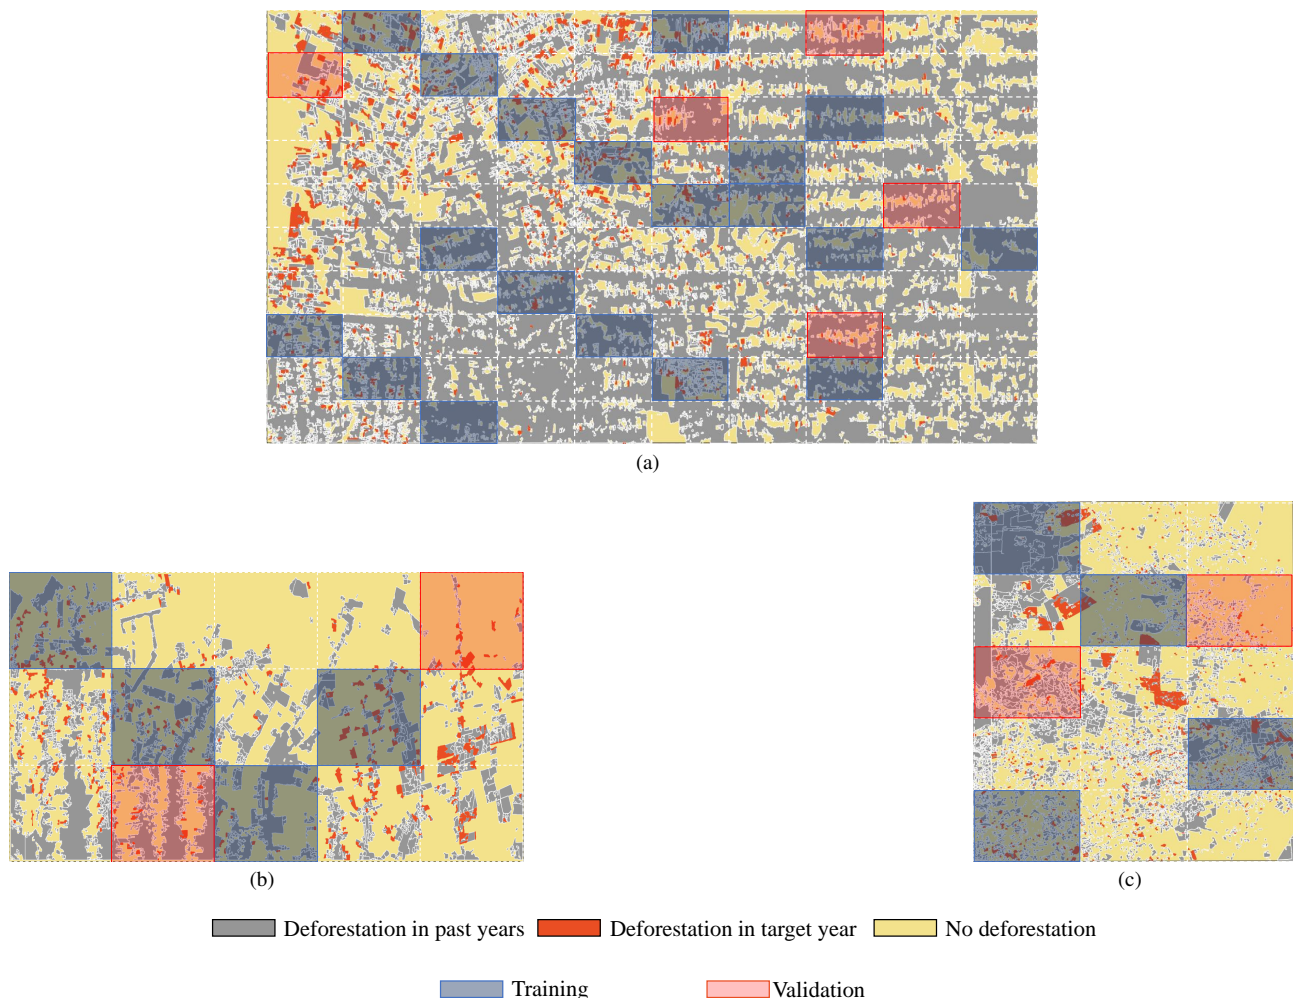 (a)
(b)
(c)
Deforestation in past years
Deforestation in target year
No deforestation
Training
Validation